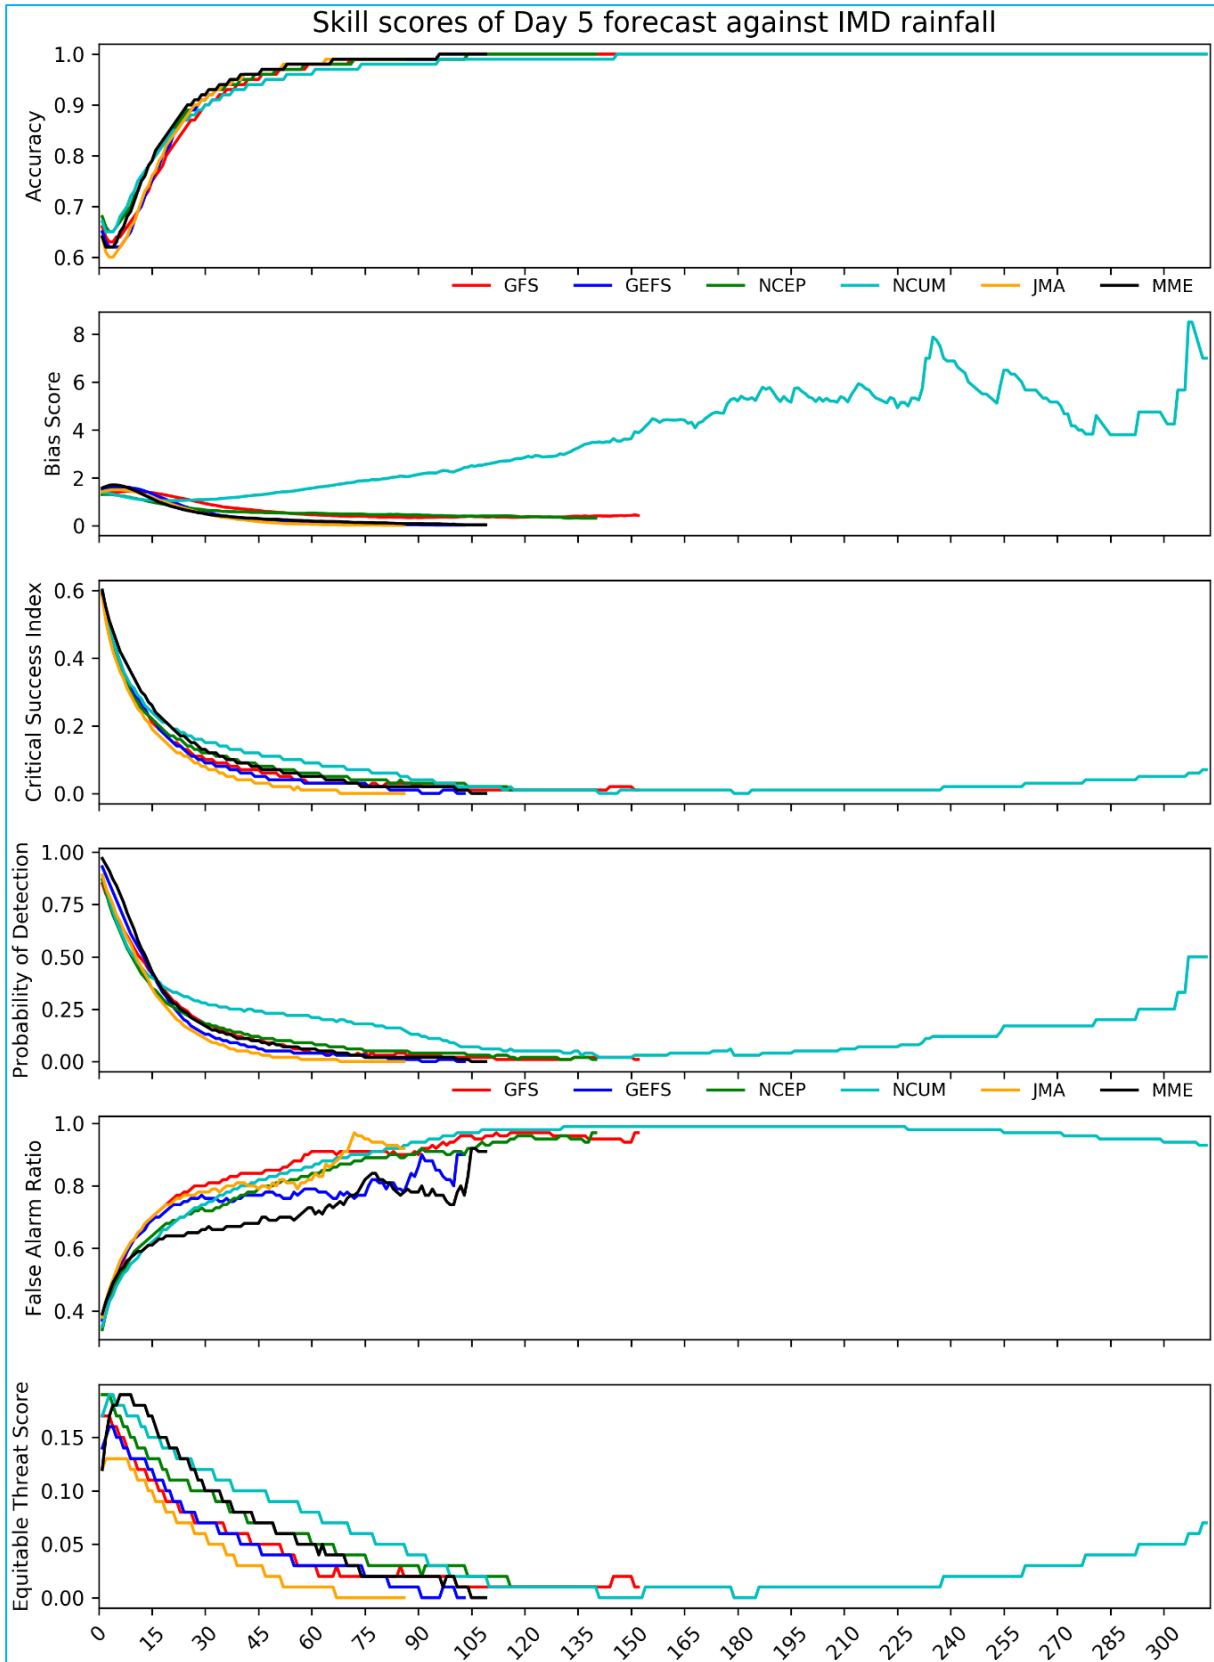 Skill scores of Day 5 forecast against IMD rainfall
Accuracy
1.0
0.9
0.8
0.7
0.6
GFS GEFS NCEP NCUM JMA MME
Bias Score
8
6
4
2
0
Critical Success Index
0.6
0.4
0.2
0.0
Probability of Detection
1.00
0.75
0.50
0.25
0.00
GFS GEFS NCEP NCUM JMA MME
False Alarm Ratio
1.0
0.8
0.6
0.4
Equitable Threat Score
0.15
0.10
0.05
0.00
0 15 30 45 60 75 90 105 120 135 150 165 180 195 210 225 240 255 270 285 300